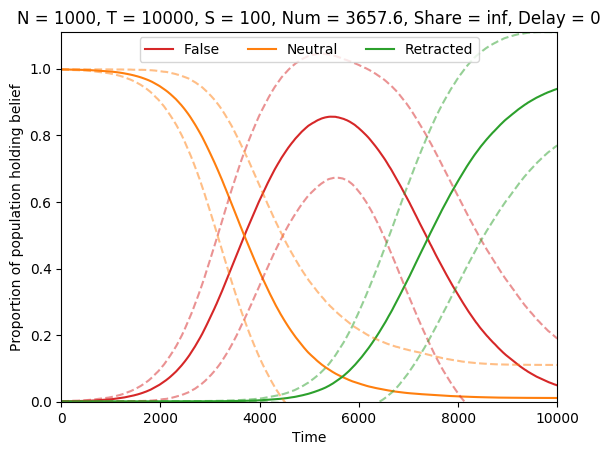 N = 1000, T = 10000, S = 100, Num = 3657.6, Share = inf, Delay = 0
False Neutral Retracted
Proportion of population holding belief
1.0
0.8
0.6
0.4
0.2
0.0
0 2000 4000 6000 8000 10000
Time